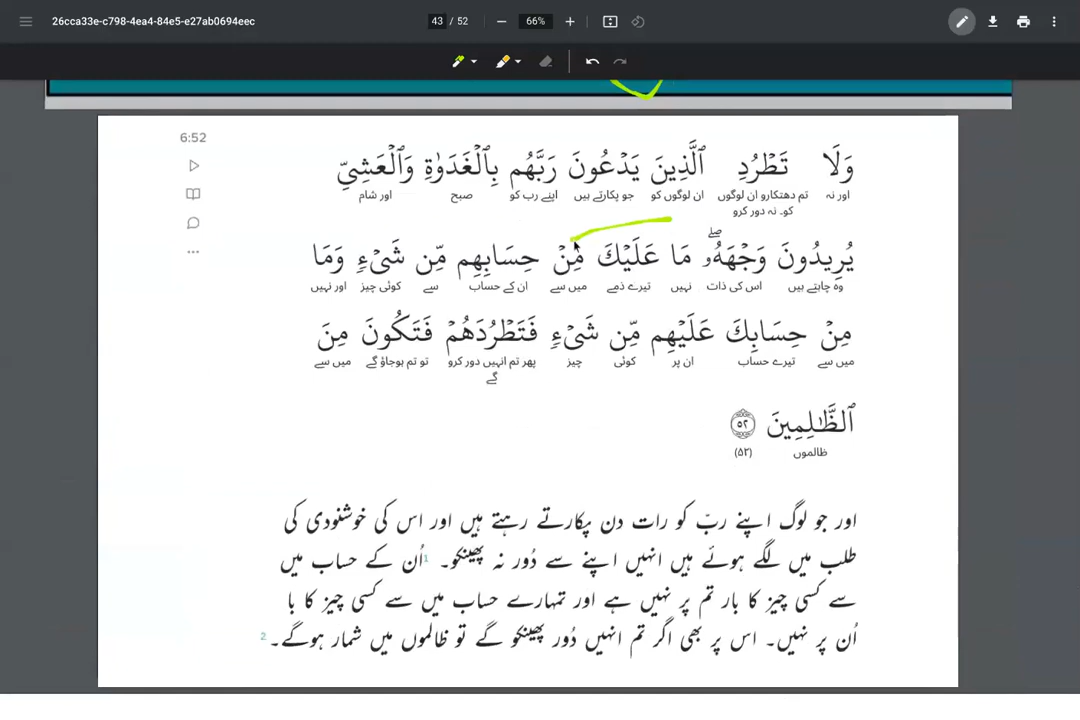 26cca33e-c798-4ea4-84e5-e27ab0694eec
43 / 52
66%
6:52
وَلَا تَطْرُدِ ٱلَّذِينَ يَدْعُونَ رَبَّهُم بِٱلْغَدَوٰةِ وَٱلْعَشِىِّ
اور نہ تم دھتکارو ان لوگوں ان لوگوں کو جو پکارتے ہیں اپنے رب کو صبح اور شام
کو۔ نہ دور کرو
يُرِيدُونَ وَجْهَهُۥ ۖ مَا عَلَيْكَ مِنْ حِسَابِهِم مِّن شَىْءٍ وَمَا
وہ چاہتے ہیں اس کی ذات نہیں تیرے ذمے میں سے ان کے حساب سے کوئی چیز اور نہیں
مِنْ حِسَابِكَ عَلَيْهِم مِّن شَىْءٍ فَتَطْرُدَهُمْ فَتَكُونَ مِنَ
میں سے تیرے حساب ان پر کوئی چیز پھر تم انہیں دور کرو تو تم ہوجاؤ گے میں سے
گے
ٱلظَّـٰلِمِينَ ٥٢
ظالموں (۵۲)
اور جو لوگ اپنے ربّ کو رات دن پکارتے رہتے ہیں اور اس کی خوشنودی کی
طلب میں لگے ہوئے ہیں انہیں اپنے سے دُور نہ پھینکو۔ 1 اُن کے حساب میں
سے کسی چیز کا بار تم پر نہیں ہے اور تمہارے حساب میں سے کسی چیز کا با
اُن پر نہیں۔ اس پر بھی اگر تم انہیں دُور پھینکو گے تو ظالموں میں شمار ہوگے۔ 2